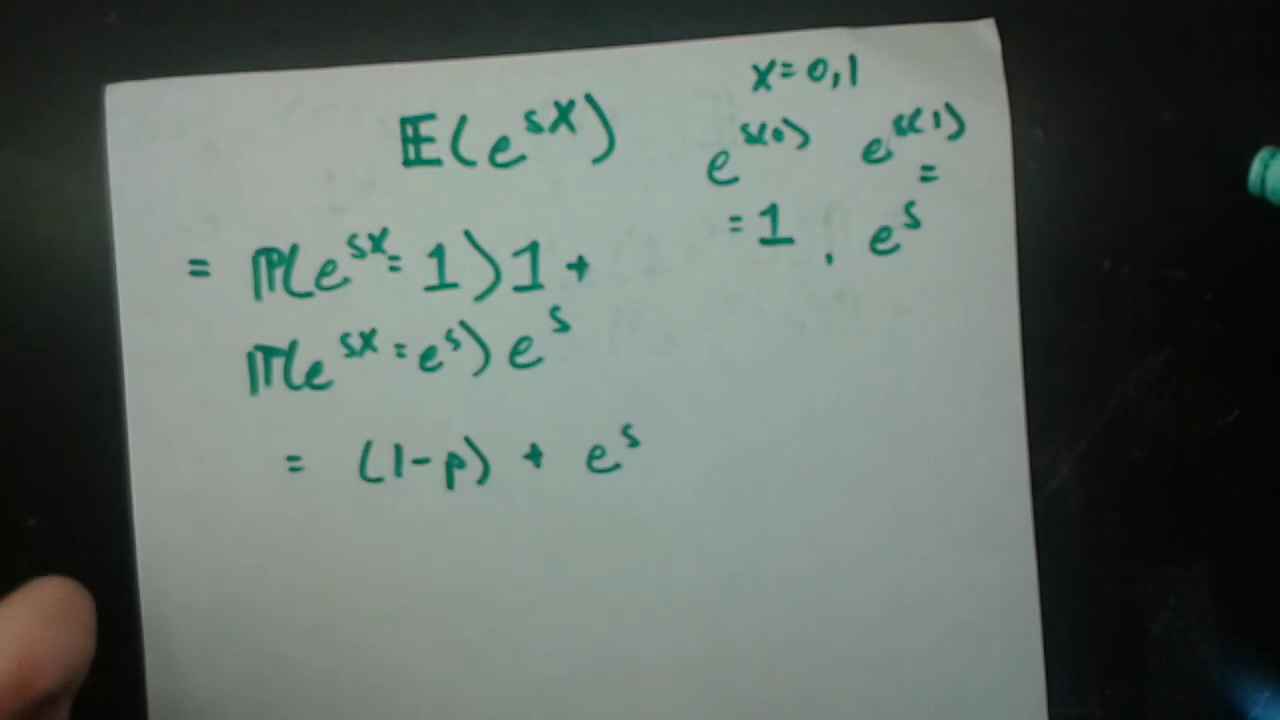 x=0,1
𝔼(e^{sX})
e^{s(0)} e^{s(1)}
=
=1 , e^s
= ℙ(e^{sX}=1)1+
ℙ(e^{sX}=e^s)e^s
= (1-p) + e^s